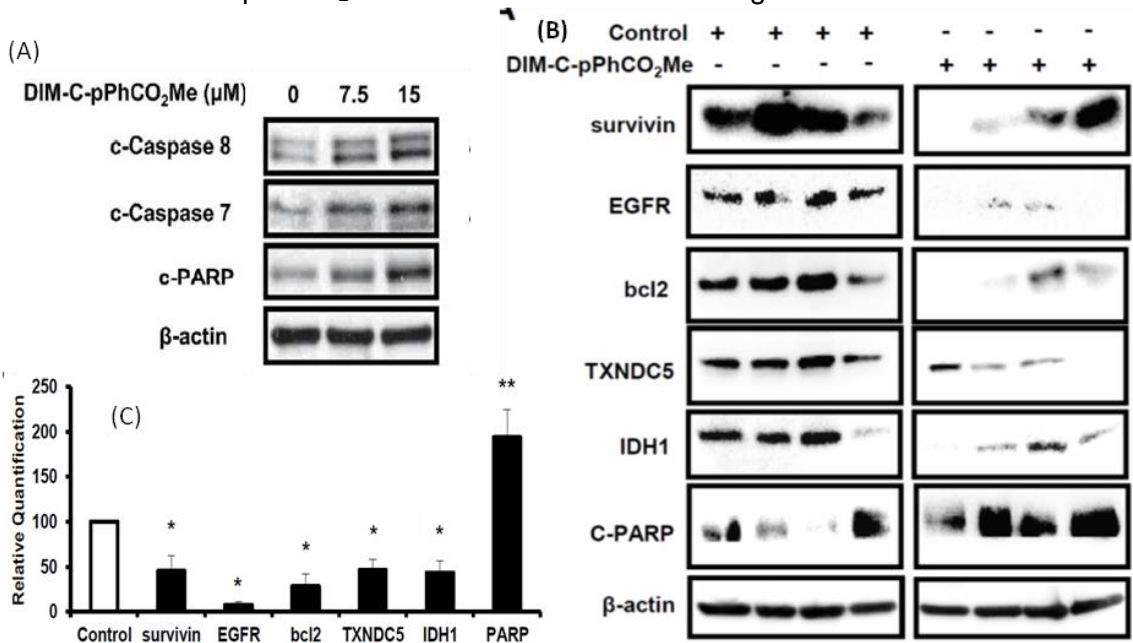 (A)
DIM-C-pPhCO₂Me (µM) 0 7.5 15
c-Caspase 8
c-Caspase 7
c-PARP
β-actin
(B)
Control + + + + - - - -
DIM-C-pPhCO₂Me - - - - + + + +
survivin
EGFR
bcl2
TXNDC5
IDH1
C-PARP
β-actin
(C)
Relative Quantification
250
200
150
100
50
0
* * * * * **
Control survivin EGFR bcl2 TXNDC5 IDH1 PARP